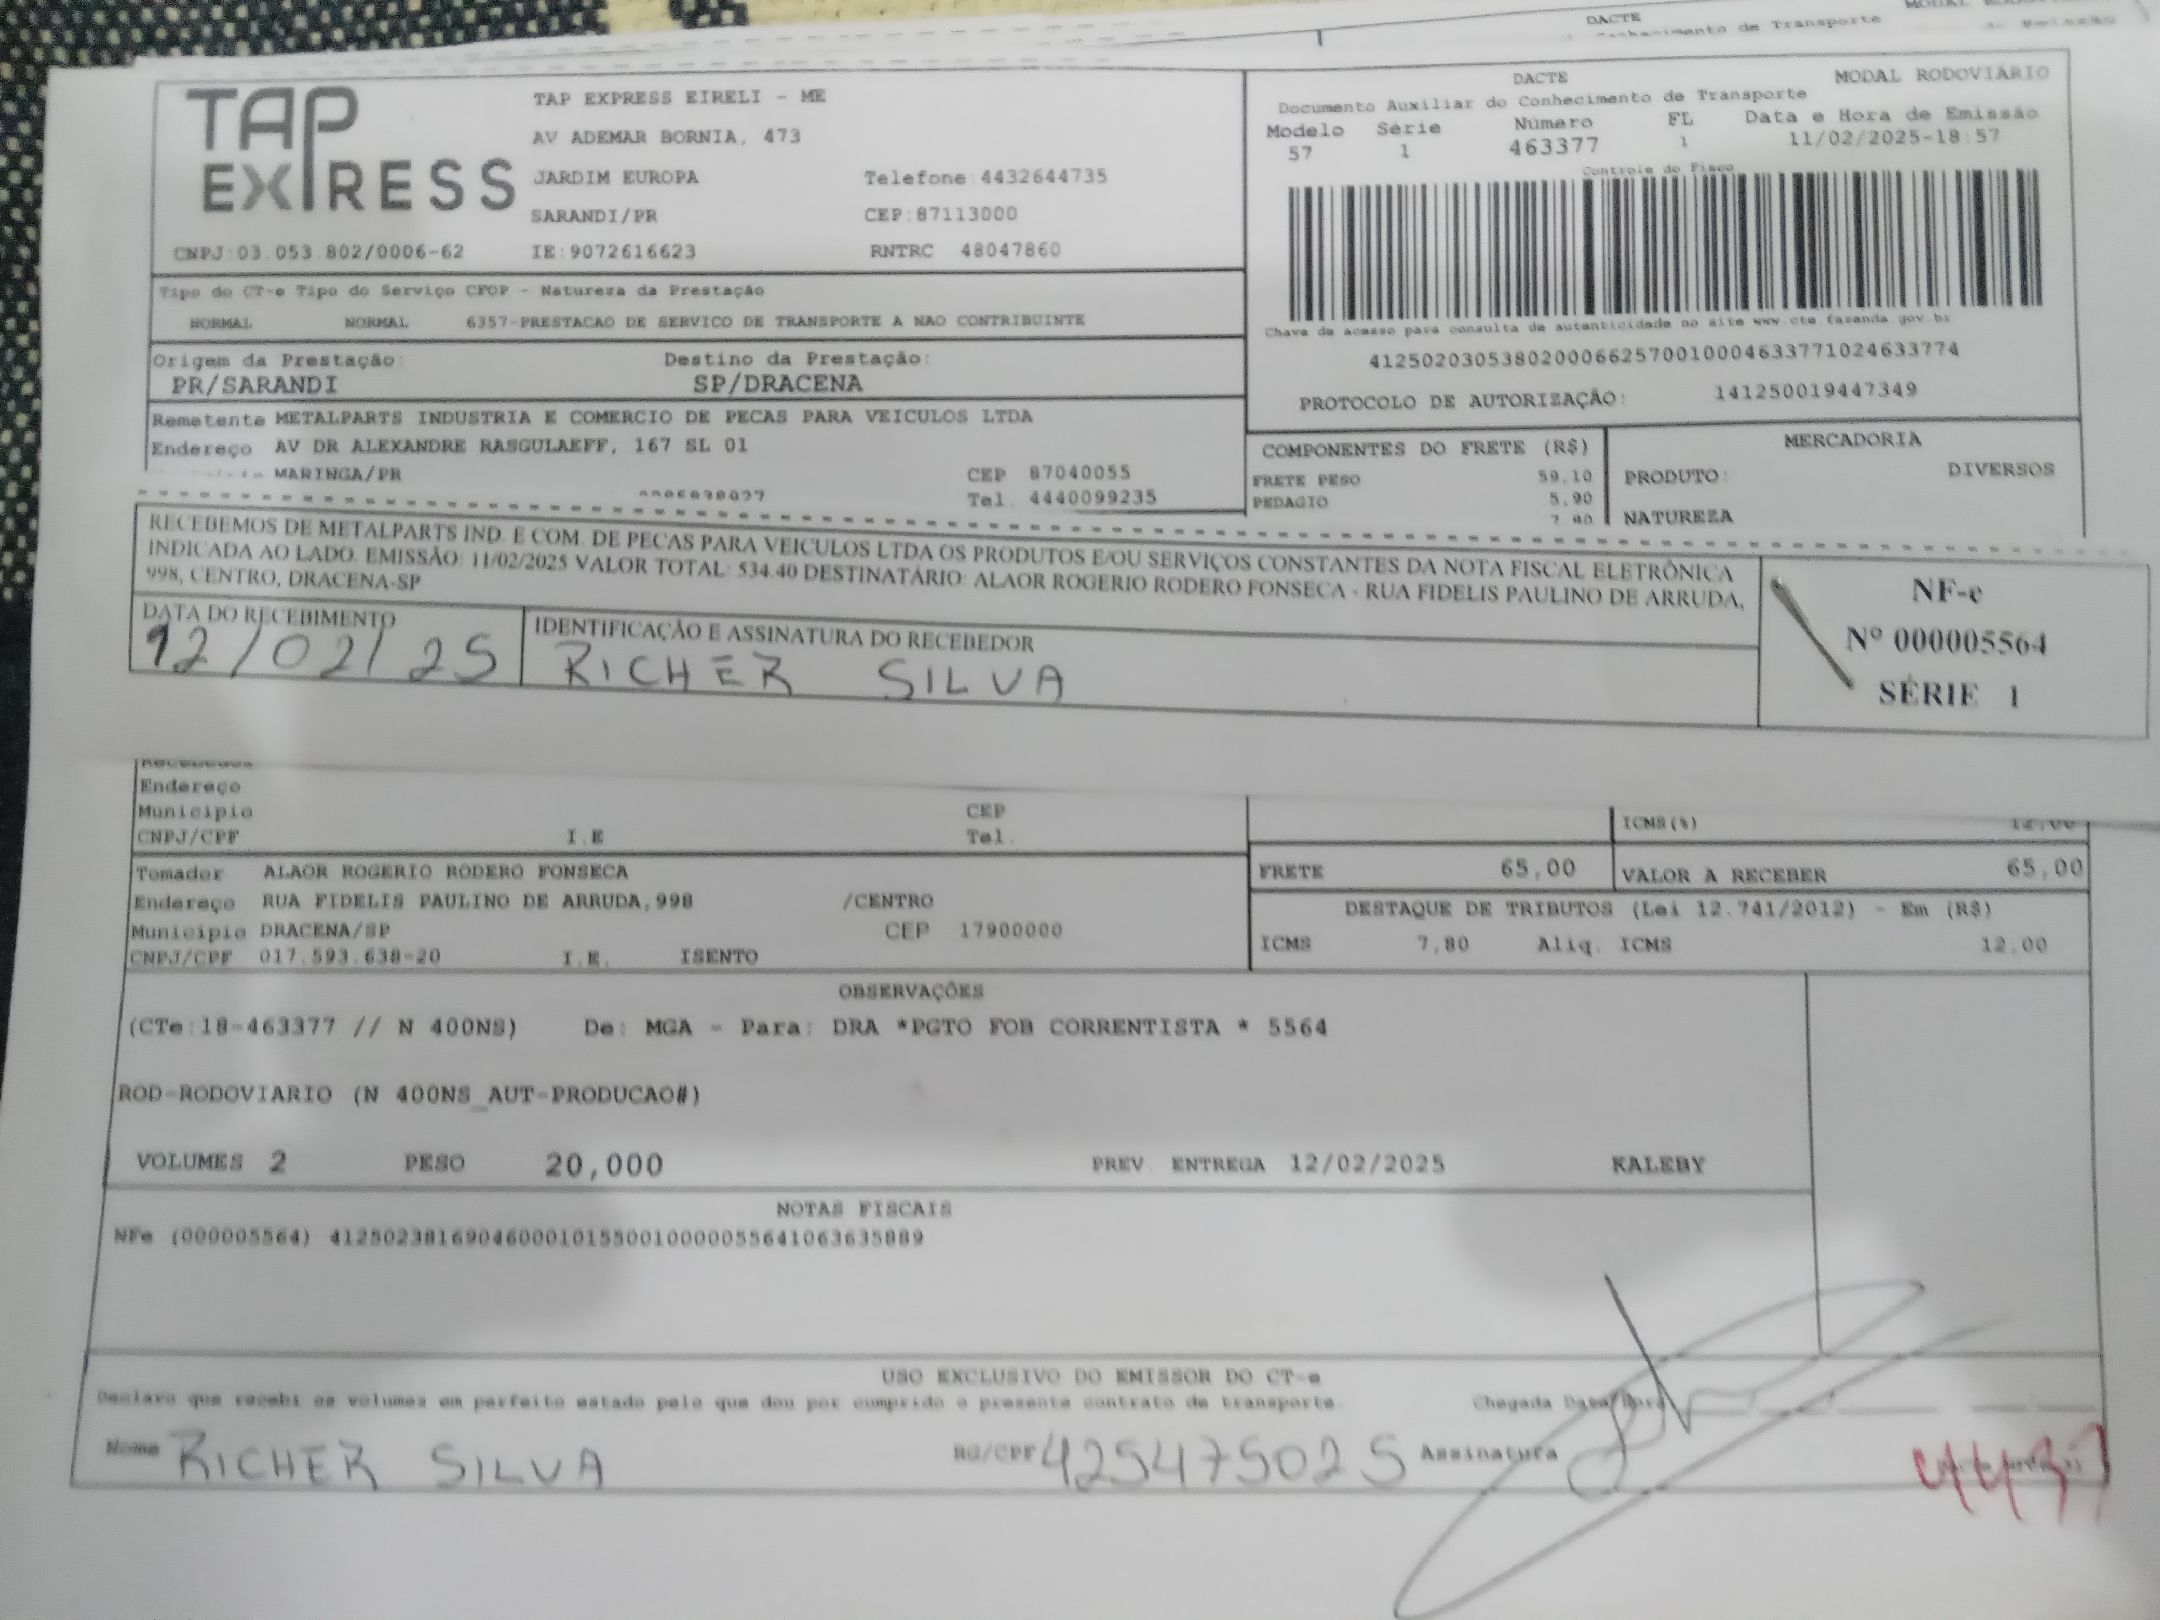 DACTE
Conhecimento de Transporte
TAP EXPRESS
TAP EXPRESS EIRELI - ME
AV ADEMAR BORNIA, 473
JARDIM EUROPA Telefone:4432644735
SARANDI/PR CEP:87113000
CNPJ:03.053.802/0006-62 IE:9072616623 RNTRC 48047860
DACTE MODAL RODOVIÁRIO
Documento Auxiliar do Conhecimento de Transporte
Modelo Série Número FL Data e Hora de Emissão
57 1 463377 1 11/02/2025-18:57
Controle do Fisco
Chave de acesso para consulta de autenticidade no site www.cte.fazenda.gov.br
41250203053802000662570010004633771024633774
PROTOCOLO DE AUTORIZAÇÃO: 141250019447349
Tipo do CT-e Tipo do Serviço CFOP - Natureza da Prestação
NORMAL NORMAL 6357-PRESTACAO DE SERVICO DE TRANSPORTE A NAO CONTRIBUINTE
Origem da Prestação: Destino da Prestação:
PR/SARANDI SP/DRACENA
Remetente METALPARTS INDUSTRIA E COMERCIO DE PECAS PARA VEICULOS LTDA
Endereço AV DR ALEXANDRE RASGULAEFF, 167 SL 01
MARINGA/PR CEP 87040055
Tel. 4440099235
COMPONENTES DO FRETE (R$)
FRETE PESO 59,10
PEDAGIO 5,90
MERCADORIA
PRODUTO: DIVERSOS
NATUREZA
RECEBEMOS DE METALPARTS IND. E COM. DE PECAS PARA VEICULOS LTDA OS PRODUTOS E/OU SERVIÇOS CONSTANTES DA NOTA FISCAL ELETRÔNICA
INDICADA AO LADO. EMISSÃO: 11/02/2025 VALOR TOTAL: 534.40 DESTINATÁRIO: ALAOR ROGERIO RODERO FONSECA - RUA FIDELIS PAULINO DE ARRUDA,
998, CENTRO, DRACENA-SP
DATA DO RECEBIMENTO IDENTIFICAÇÃO E ASSINATURA DO RECEBEDOR
12/02/25 RICHER SILVA
NF-e
Nº 000005564
SÉRIE 1
Endereço
Municipio CEP
CNPJ/CPF I.E Tel.
ICMS(%) 12,00
Tomador ALAOR ROGERIO RODERO FONSECA
Endereço RUA FIDELIS PAULINO DE ARRUDA,998 /CENTRO
Municipio DRACENA/SP CEP 17900000
CNPJ/CPF 017.593.638-20 I.E. ISENTO
FRETE 65,00 VALOR A RECEBER 65,00
DESTAQUE DE TRIBUTOS (Lei 12.741/2012) - Em (R$)
ICMS 7,80 Aliq. ICMS 12,00
OBSERVAÇÕES
(CTe:18-463377 // N 400NS) De: MGA - Para: DRA *PGTO FOB CORRENTISTA * 5564
ROD-RODOVIARIO (N 400NS_AUT-PRODUCAO#)
VOLUMES 2 PESO 20,000 PREV. ENTREGA 12/02/2025 KALEBY
NOTAS FISCAIS
NFe (000005564) 41250238169046000101550010000055641063635889
USO EXCLUSIVO DO EMISSOR DO CT-e
Declaro que recebi os volumes em perfeito estado pelo que dou por cumprido o presente contrato de transporte. Chegada Data/Hora
Nome RICHER SILVA RG/CPF 425475025 Assinatura